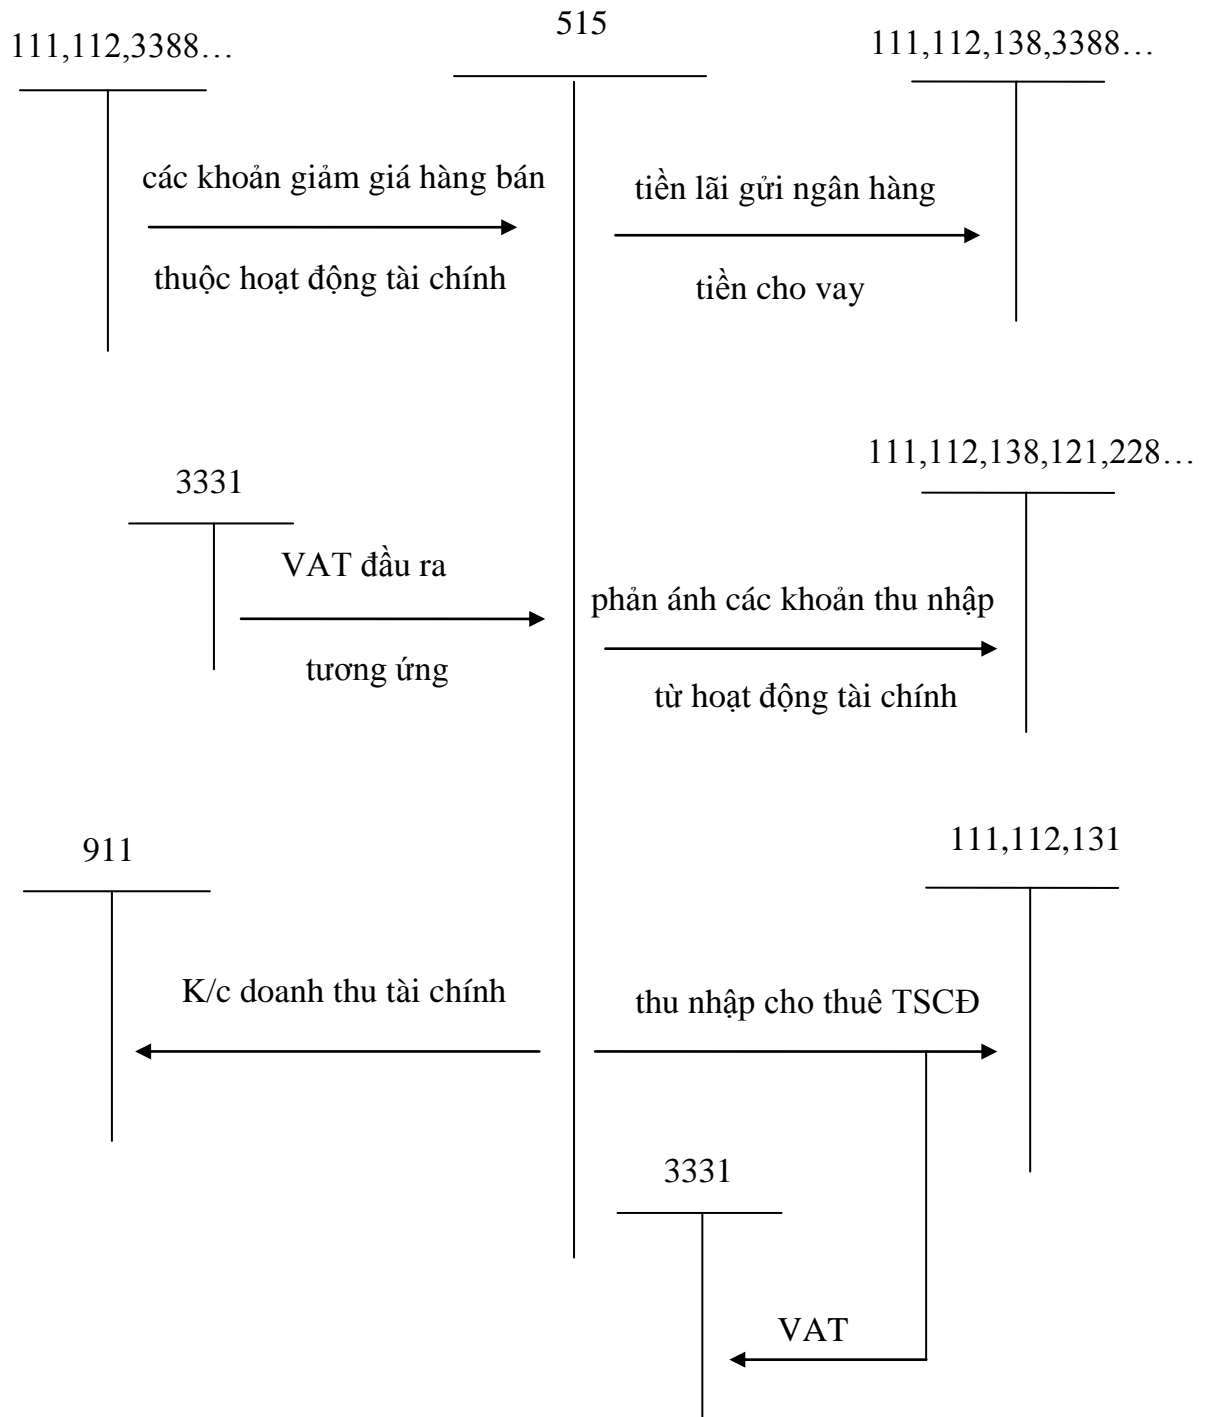 515
111,112,3388…
111,112,138,3388…
các khoản giảm giá hàng bán
thuộc hoạt động tài chính
tiền lãi gửi ngân hàng
tiền cho vay
3331
111,112,138,121,228…
VAT đầu ra
tương ứng
phản ánh các khoản thu nhập
từ hoạt động tài chính
911
111,112,131
K/c doanh thu tài chính
thu nhập cho thuê TSCĐ
3331
VAT